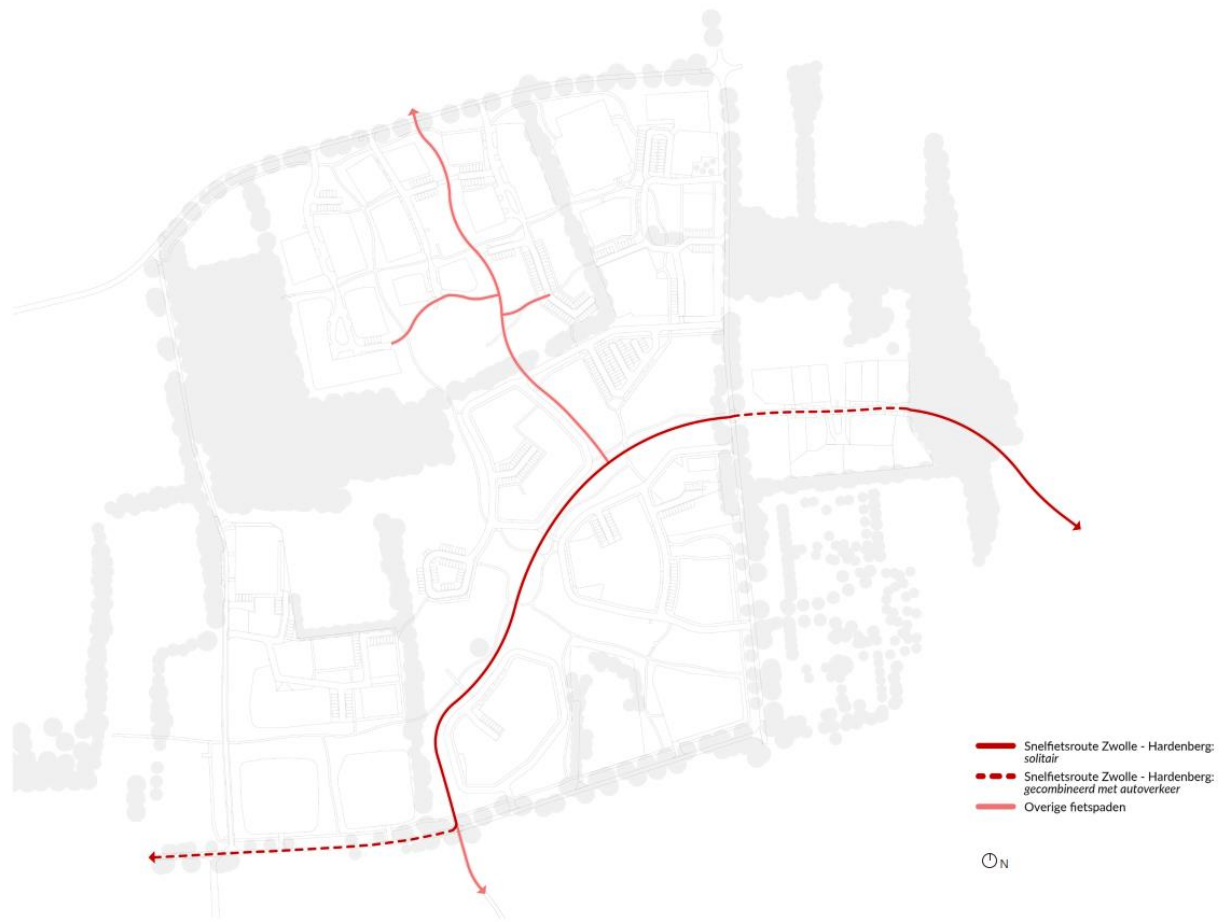 Snelfietsroute Zwolle - Hardenberg:
solitair
Snelfietsroute Zwolle - Hardenberg:
gecombineerd met autoverkeer
Overige fietspaden
N